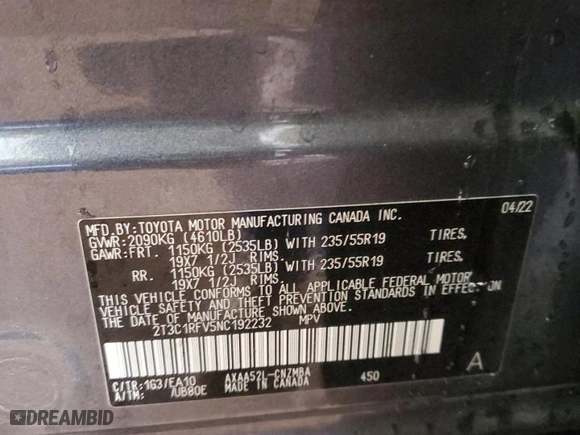 MFD.BY:TOYOTA MOTOR MANUFACTURING CANADA INC. 04/22
GVWR:2090KG (4610LB)
GAWR:FRT. 1150KG (2535LB) WITH 235/55R19 TIRES,
19X7 1/2J RIMS.
RR. 1150KG (2535LB) WITH 235/55R19 TIRES,
19X7 1/2J RIMS.
THIS VEHICLE CONFORMS TO ALL APPLICABLE FEDERAL MOTOR
VEHICLE SAFETY AND THEFT PREVENTION STANDARDS IN EFFECT ON
THE DATE OF MANUFACTURE SHOWN ABOVE.
2T3C1RFV5NC192232 MPV
A
C/TR:1G3/EA10 AXAA52L-CNZMBA 450
A/TM: /UB80E MADE IN CANADA
DREAMBID
DREAMBID.COM